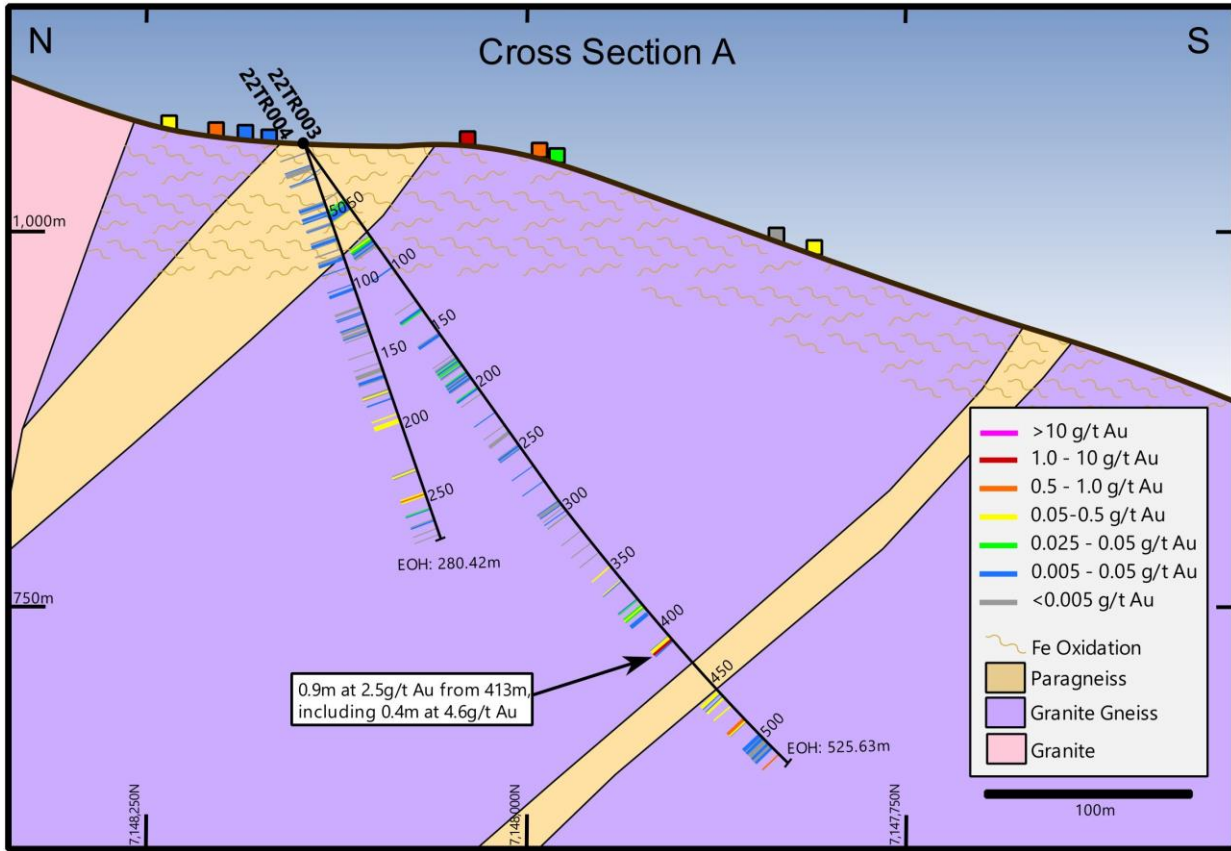 N
Cross Section A
S
22TR003
22TR004
1,000m
750m
50
100
150
200
250
EOH: 280.42m
50
100
150
200
250
300
350
400
450
500
EOH: 525.63m
0.9m at 2.5g/t Au from 413m,
including 0.4m at 4.6g/t Au
>10 g/t Au
1.0 - 10 g/t Au
0.5 - 1.0 g/t Au
0.05-0.5 g/t Au
0.025 - 0.05 g/t Au
0.005 - 0.05 g/t Au
<0.005 g/t Au
Fe Oxidation
Paragneiss
Granite Gneiss
Granite
100m
7,148,250N
7,148,000N
7,147,750N